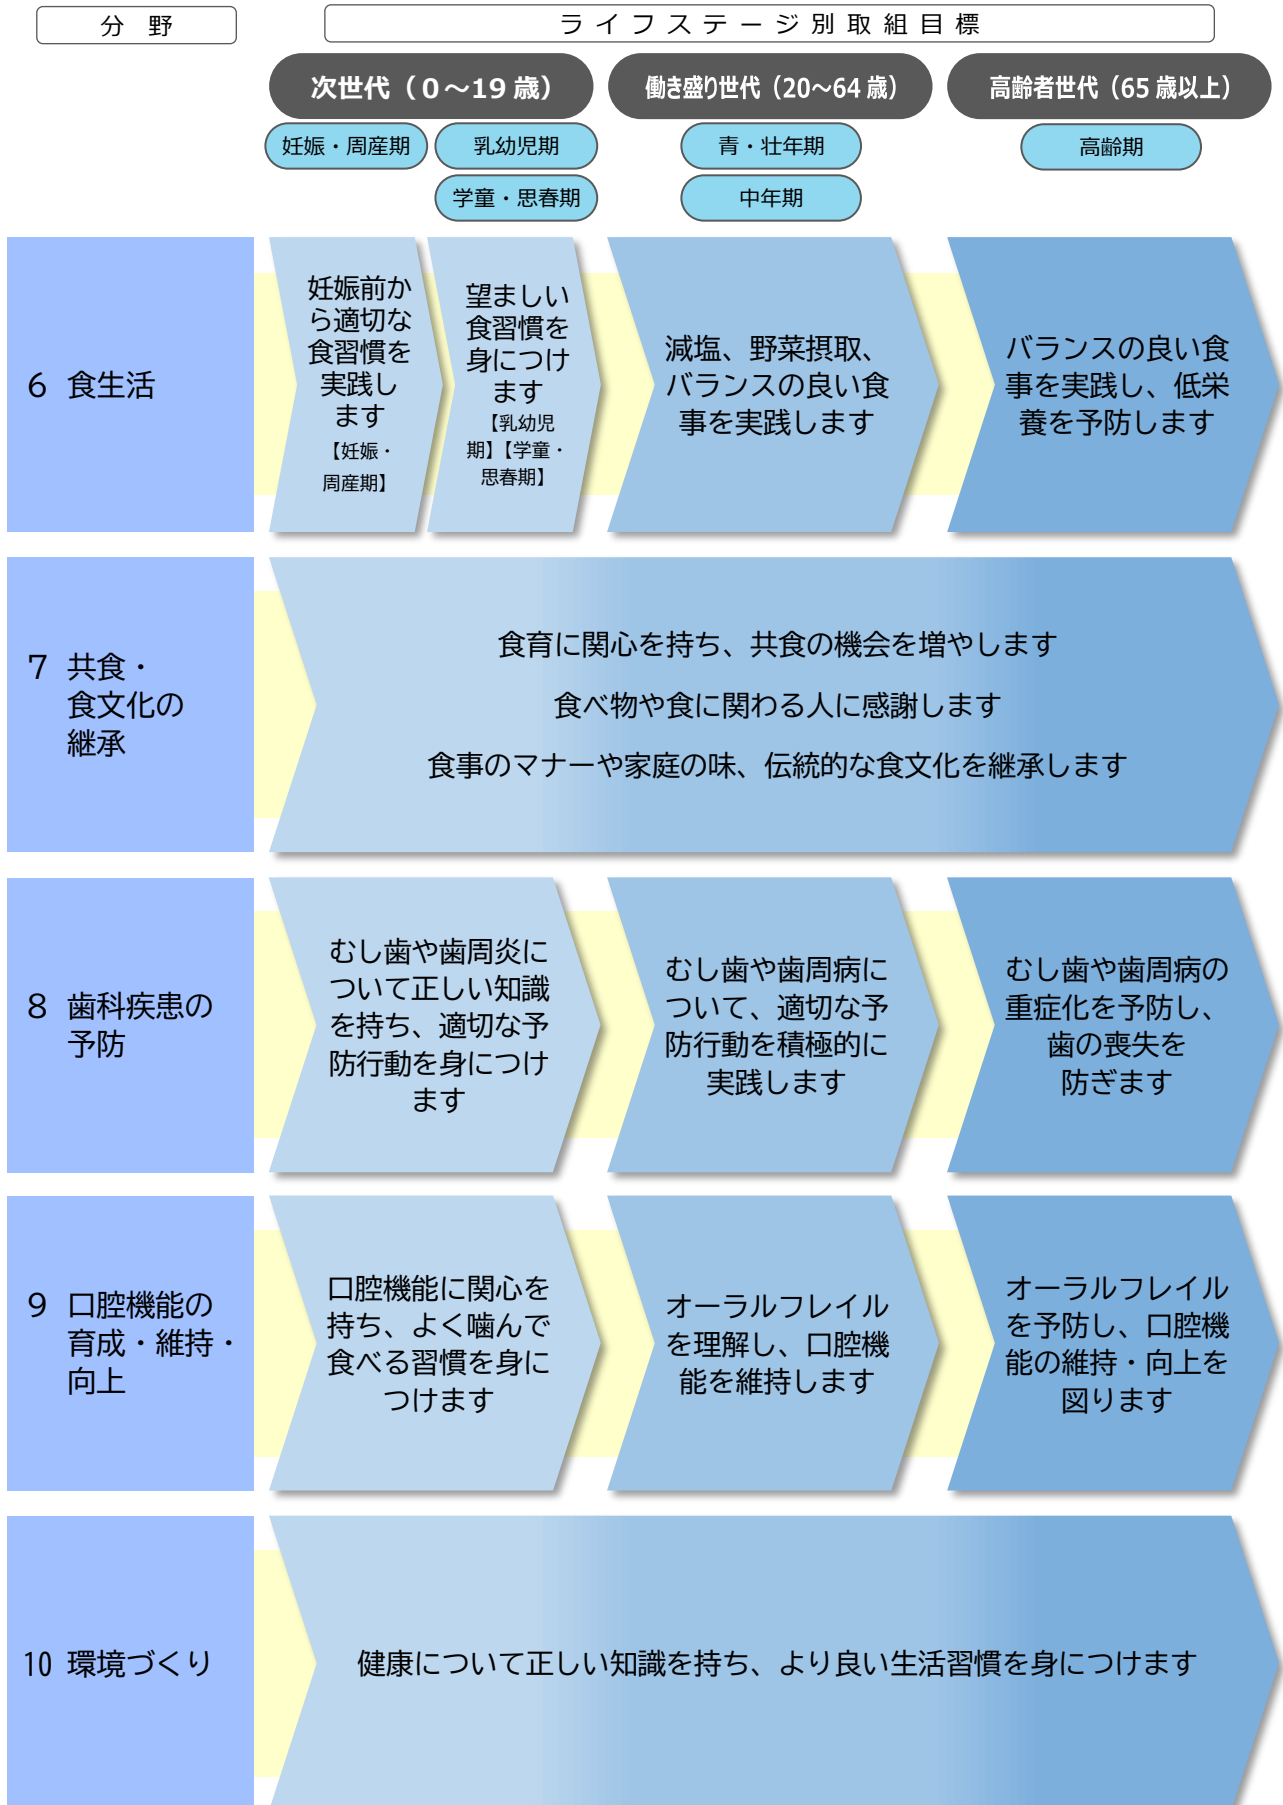 分 野
ライフステージ別取組目標
次世代（０～19 歳）
働き盛り世代（20～64 歳）
高齢者世代（65 歳以上）
妊娠・周産期
乳幼児期
青・壮年期
高齢期
学童・思春期
中年期
6 食生活
妊娠前か
ら適切な
食習慣を
実践し
ます
【妊娠・
周産期】
望ましい
食習慣を
身につけ
ます
【乳幼児
期】【学童・
思春期】
減塩、野菜摂取、
バランスの良い食
事を実践します
バランスの良い食
事を実践し、低栄
養を予防します
7 共食・
食文化の
継承
食育に関心を持ち、共食の機会を増やします
食べ物や食に関わる人に感謝します
食事のマナーや家庭の味、伝統的な食文化を継承します
8 歯科疾患の
予防
むし歯や歯周炎に
ついて正しい知識
を持ち、適切な予
防行動を身につけ
ます
むし歯や歯周病に
ついて、適切な予
防行動を積極的に
実践します
むし歯や歯周病の
重症化を予防し、
歯の喪失を
防ぎます
9 口腔機能の
育成・維持・
向上
口腔機能に関心を
持ち、よく噛んで
食べる習慣を身に
つけます
オーラルフレイル
を理解し、口腔機
能を維持します
オーラルフレイル
を予防し、口腔機
能の維持・向上を
図ります
10 環境づくり
健康について正しい知識を持ち、より良い生活習慣を身につけます